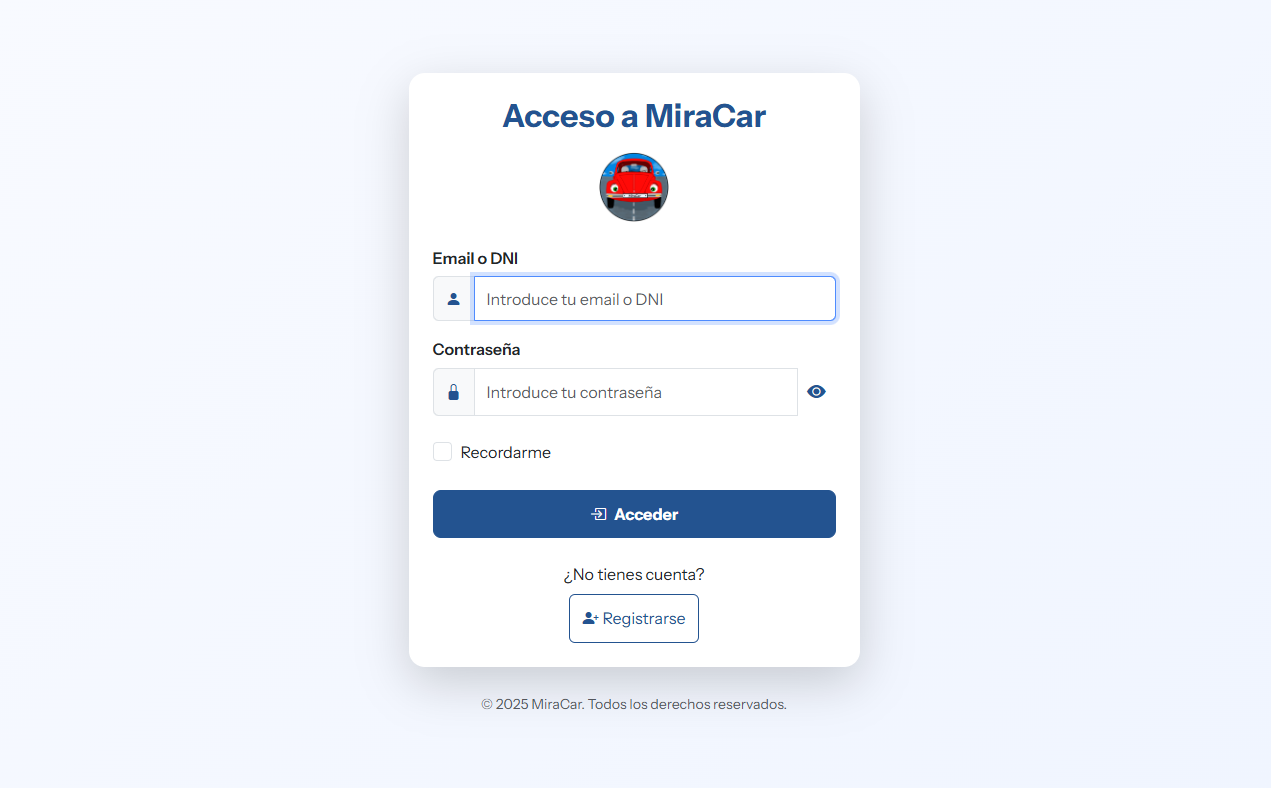 Acceso a MiraCar
Email o DNI
Introduce tu email o DNI
Contraseña
Introduce tu contraseña
Recordarme
Acceder
¿No tienes cuenta?
Registrarse
© 2025 MiraCar. Todos los derechos reservados.